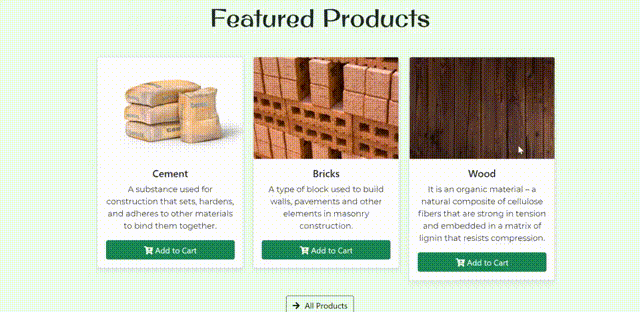 Featured Products
Cement
A substance used for
construction that sets, hardens,
and adheres to other materials
to bind them together.
Add to Cart
Bricks
A type of block used to build
walls, pavements and other
elements in masonry
construction.
Add to Cart
Wood
It is an organic material – a
natural composite of cellulose
fibers that are strong in tension
and embedded in a matrix of
lignin that resists compression.
Add to Cart
All Products